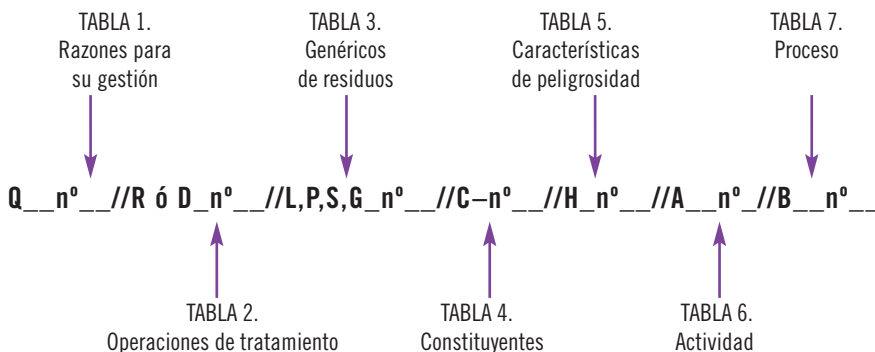 TABLA 1.
Razones para
su gestión
TABLA 3.
Genéricos
de residuos
TABLA 5.
Características
de peligrosidad
TABLA 7.
Proceso
Q__nº__//R ó D_nº__//L,P,S,G_nº__//C–nº__//H_nº__//A__nº_//B__nº__
TABLA 2.
Operaciones de tratamiento
TABLA 4.
Constituyentes
TABLA 6.
Actividad